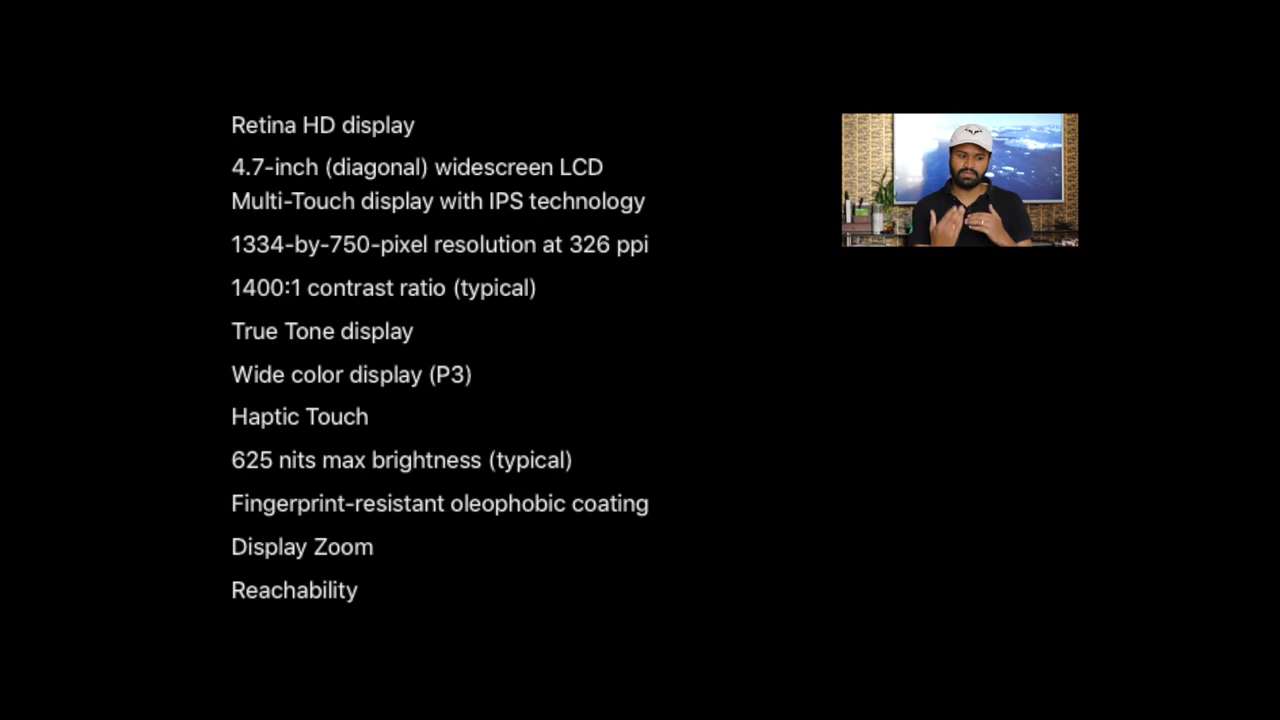 Retina HD display
4.7-inch (diagonal) widescreen LCD
Multi-Touch display with IPS technology
1334-by-750-pixel resolution at 326 ppi
1400:1 contrast ratio (typical)
True Tone display
Wide color display (P3)
Haptic Touch
625 nits max brightness (typical)
Fingerprint-resistant oleophobic coating
Display Zoom
Reachability